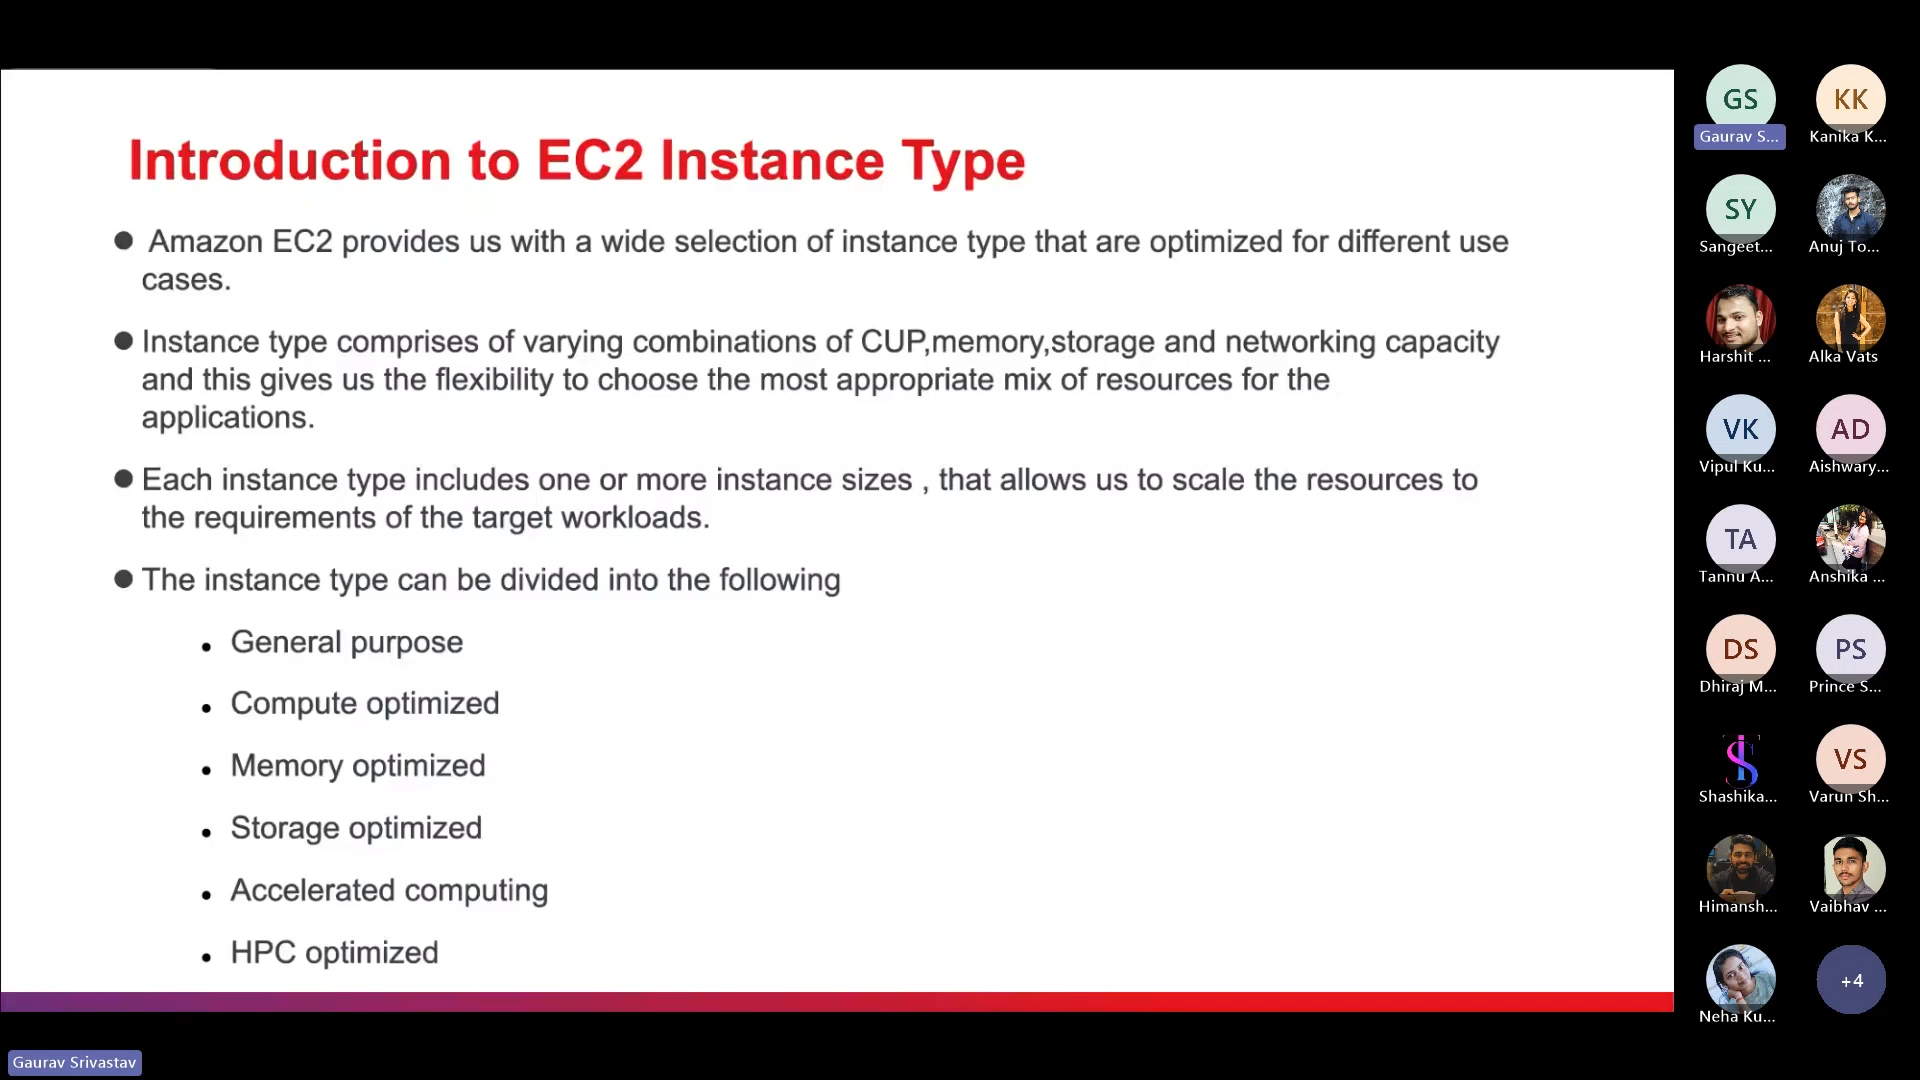 Introduction to EC2 Instance Type
● Amazon EC2 provides us with a wide selection of instance type that are optimized for different use
cases.
● Instance type comprises of varying combinations of CUP,memory,storage and networking capacity
and this gives us the flexibility to choose the most appropriate mix of resources for the
applications.
● Each instance type includes one or more instance sizes , that allows us to scale the resources to
the requirements of the target workloads.
● The instance type can be divided into the following
• General purpose
• Compute optimized
• Memory optimized
• Storage optimized
• Accelerated computing
• HPC optimized
GS
Gaurav S...
KK
Kanika K...
SY
Sangeet...
Anuj To...
Harshit ...
Alka Vats
VK
Vipul Ku...
AD
Aishwary...
TA
Tannu A...
Anshika ...
DS
Dhiraj M...
PS
Prince S...
Shashika...
VS
Varun Sh...
Himansh...
Vaibhav ...
Neha Ku...
+4
Gaurav Srivastav